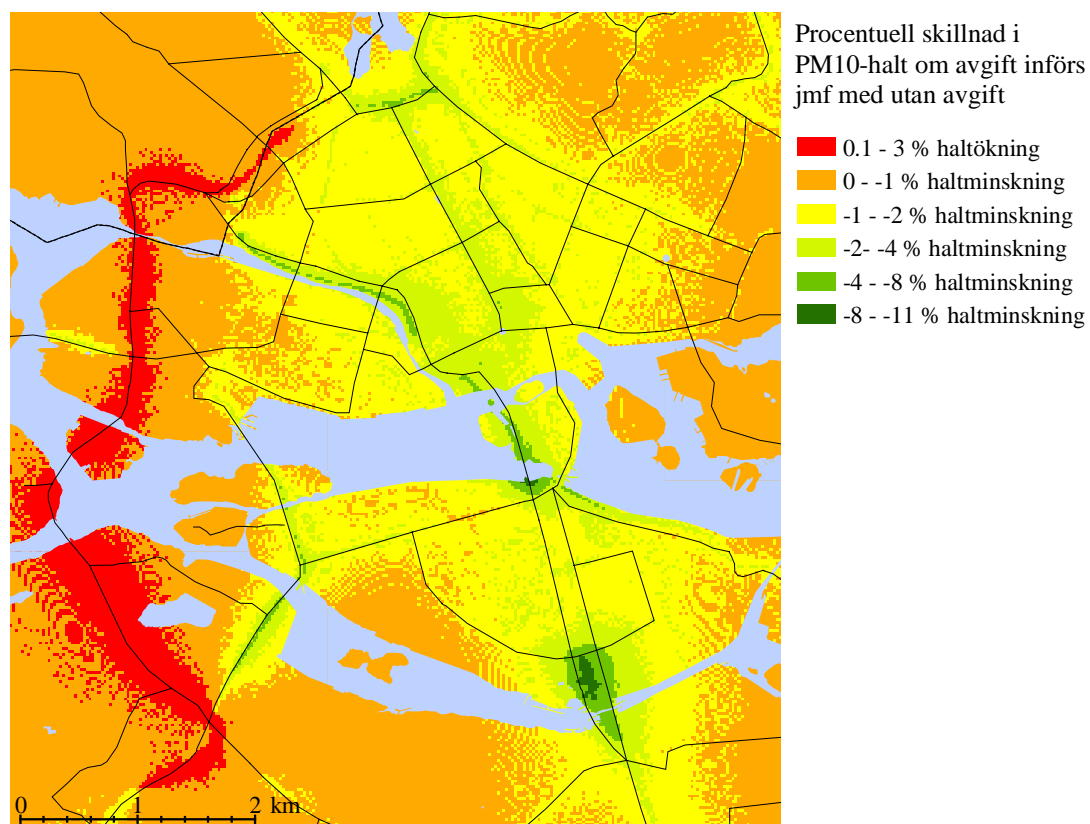 Procentuell skillnad i
PM10-halt om avgift införs
jmf med utan avgift
0.1 - 3 % haltökning
0 - -1 % haltminskning
-1 - -2 % haltminskning
-2- -4 % haltminskning
-4 - -8 % haltminskning
-8 - -11 % haltminskning
0 1 2 km